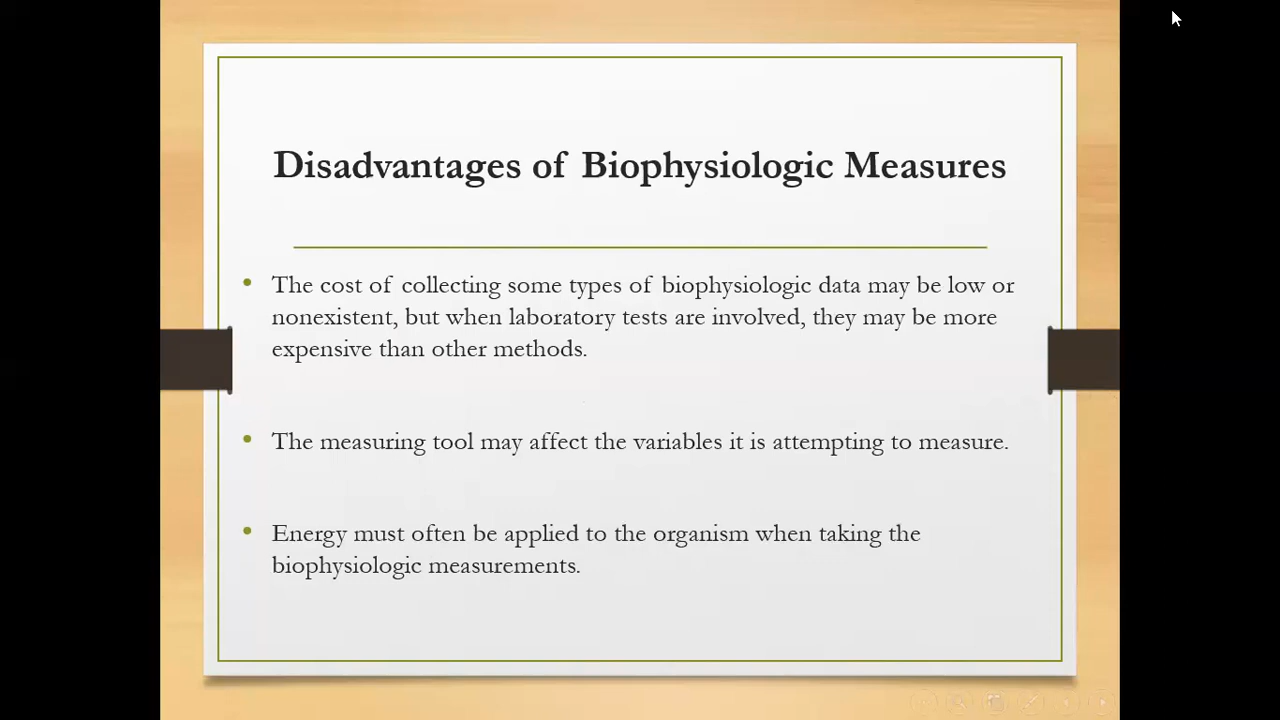 Disadvantages of Biophysiologic Measures
• The cost of collecting some types of biophysiologic data may be low or
nonexistent, but when laboratory tests are involved, they may be more
expensive than other methods.
• The measuring tool may affect the variables it is attempting to measure.
• Energy must often be applied to the organism when taking the
biophysiologic measurements.